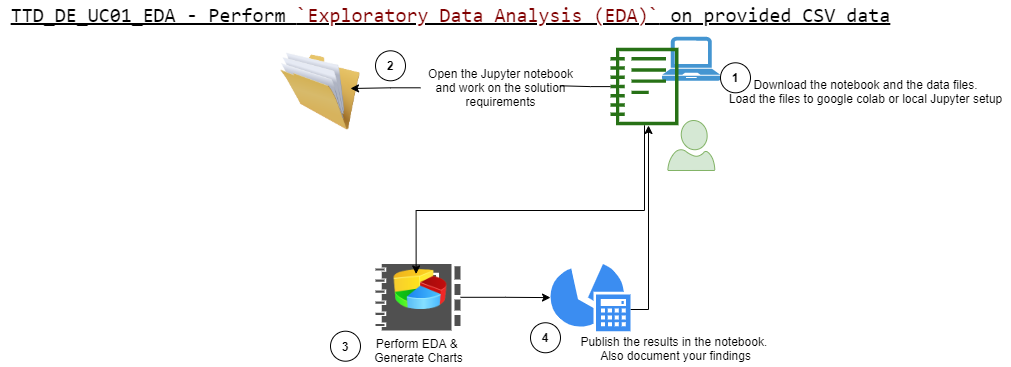 TTD_DE_UC01_EDA - Perform `Exploratory Data Analysis (EDA)` on provided CSV data
2
Open the Jupyter notebook
and work on the solution
requirements
1
Download the notebook and the data files.
Load the files to google colab or local Jupyter setup
3
Perform EDA &
Generate Charts
4
Publish the results in the notebook.
Also document your findings